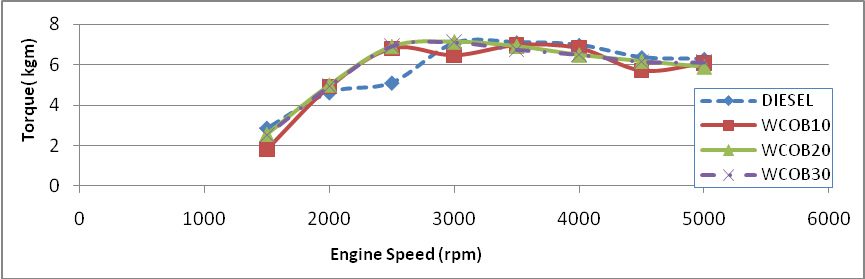 8
6
4
2
0
Torque( kgm)
0 1000 2000 3000 4000 5000 6000
Engine Speed (rpm)
DIESEL
WCOB10
WCOB20
WCOB30